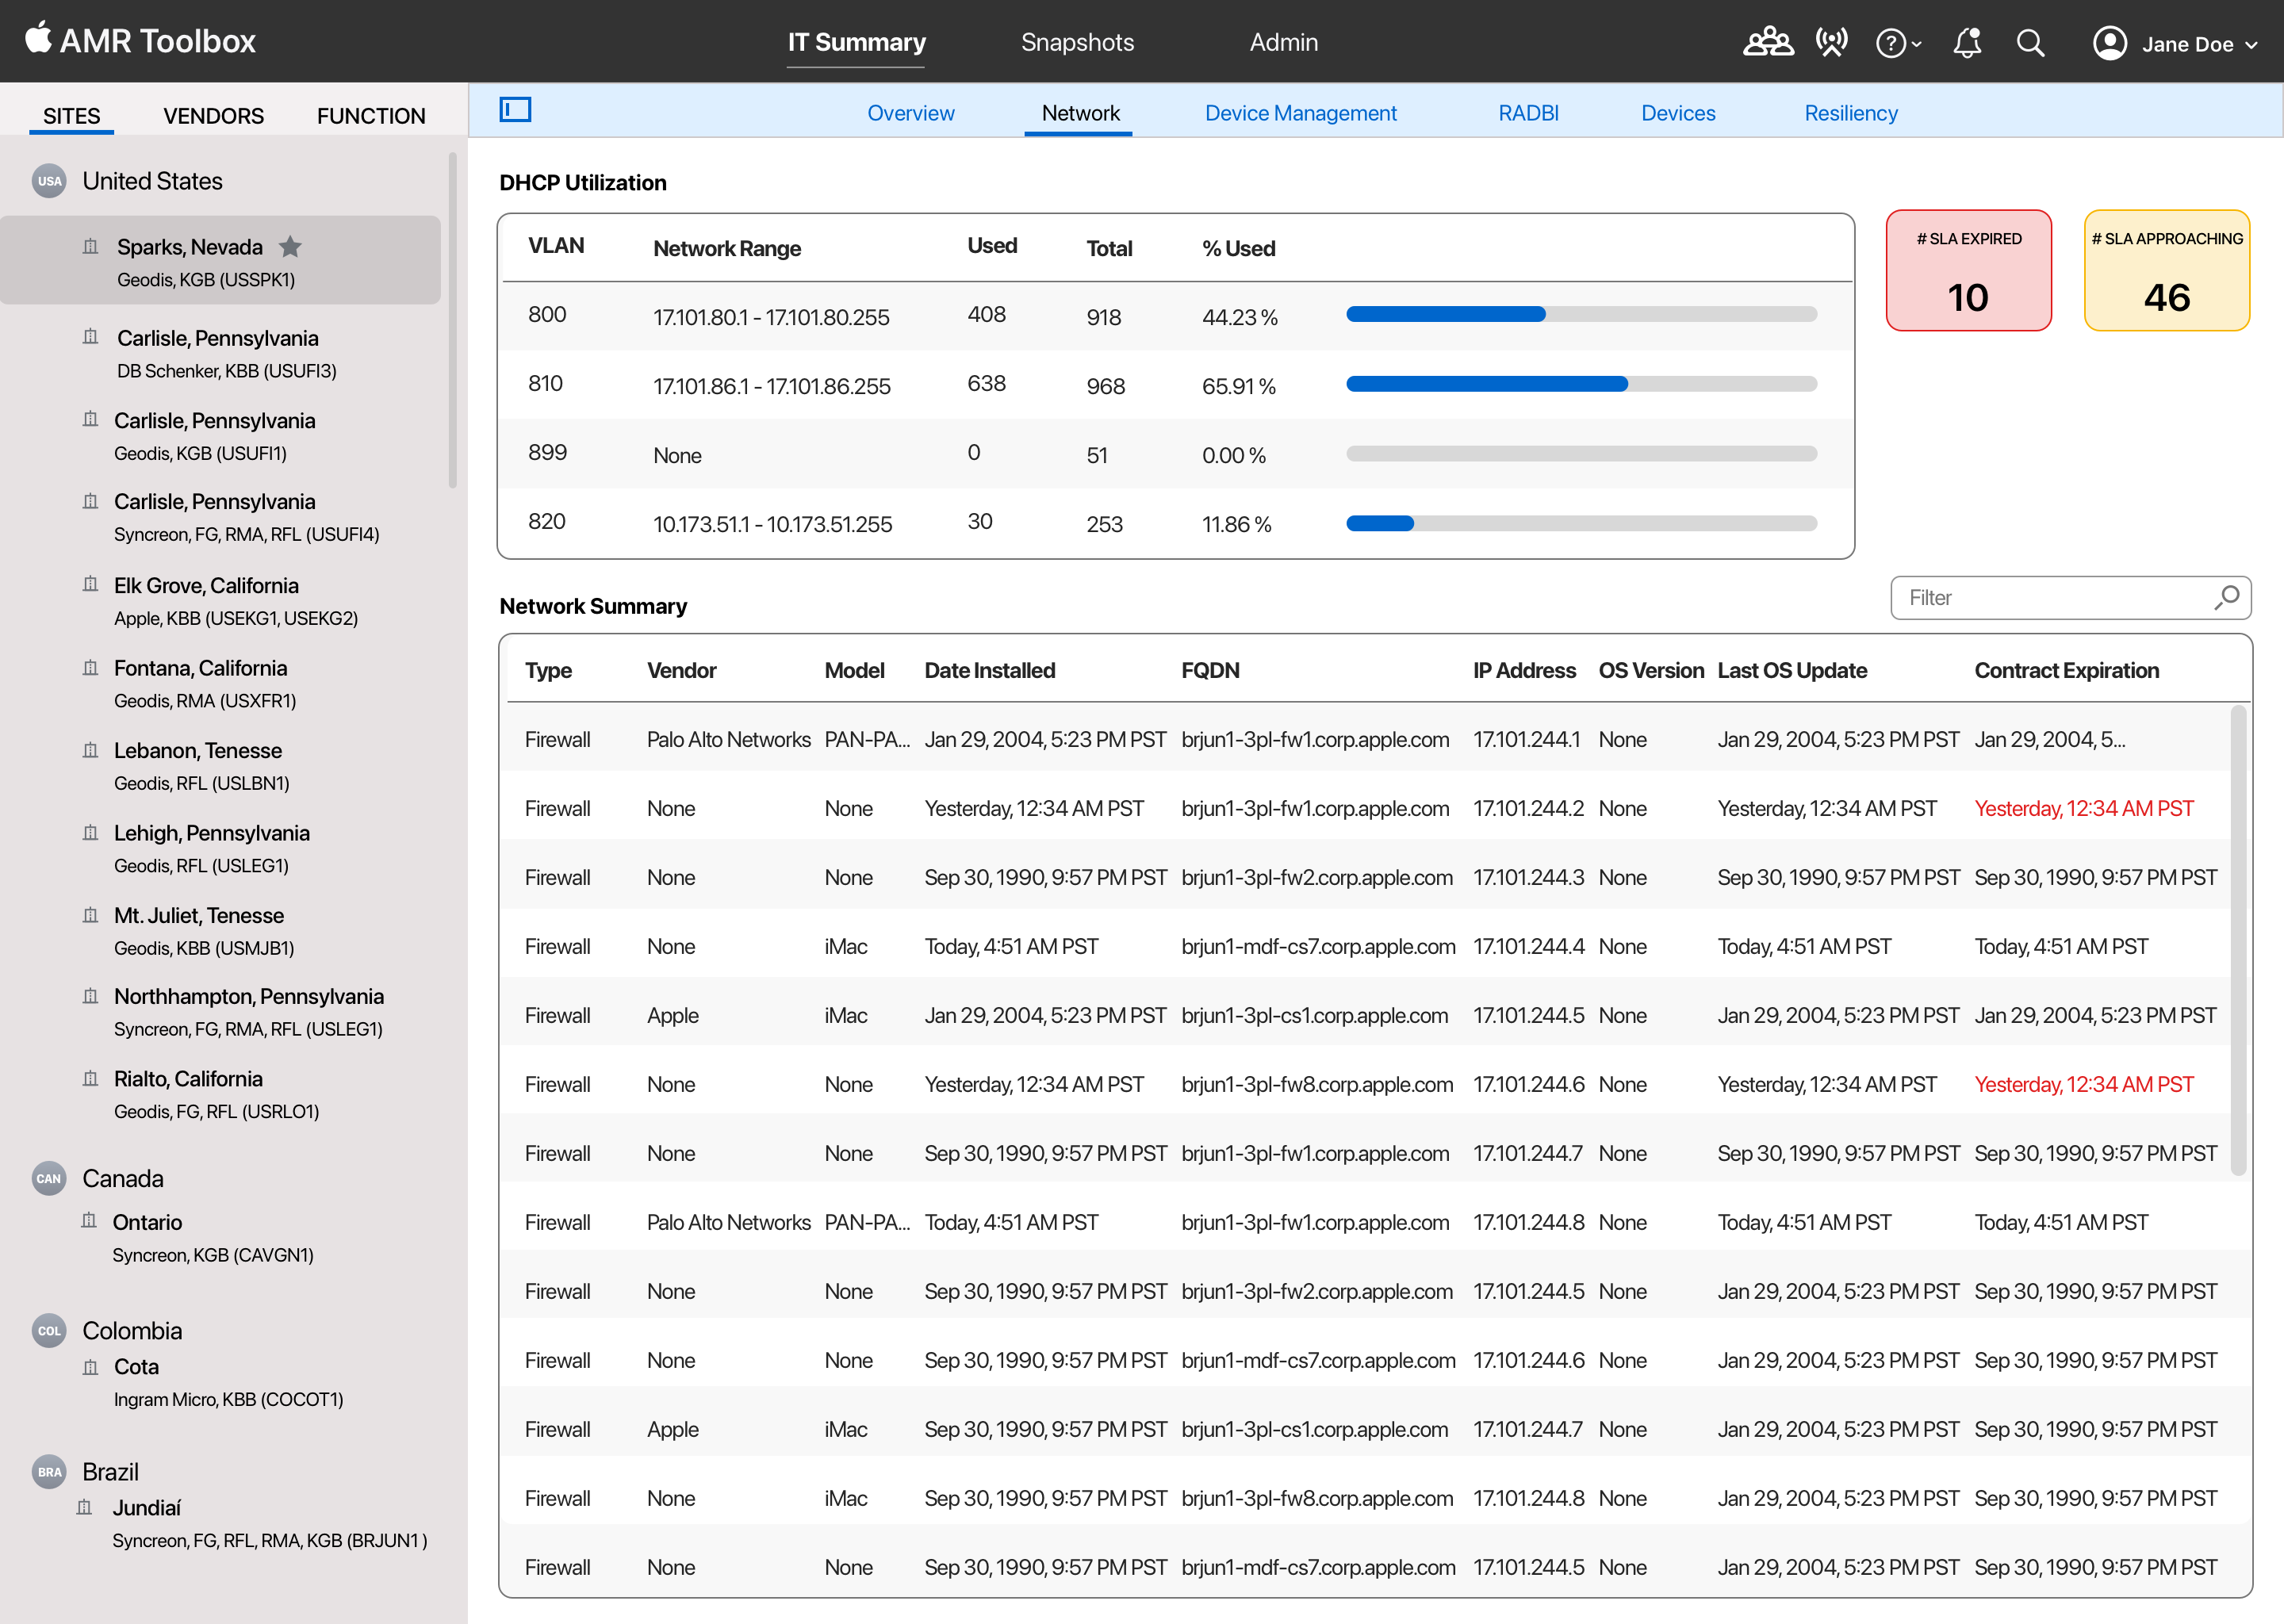 AMR Toolbox
IT Summary Snapshots Admin
Jane Doe
SITES VENDORS FUNCTION
USA United States
Sparks, Nevada
Geodis, KGB (USSPK1)
Carlisle, Pennsylvania
DB Schenker, KBB (USUFI3)
Carlisle, Pennsylvania
Geodis, KGB (USUFI1)
Carlisle, Pennsylvania
Syncreon, FG, RMA, RFL (USUFI4)
Elk Grove, California
Apple, KBB (USEKG1, USEKG2)
Fontana, California
Geodis, RMA (USXFR1)
Lebanon, Tenesse
Geodis, RFL (USLBN1)
Lehigh, Pennsylvania
Geodis, RFL (USLEG1)
Mt. Juliet, Tenesse
Geodis, KBB (USMJB1)
Northhampton, Pennsylvania
Syncreon, FG, RMA, RFL (USLEG1)
Rialto, California
Geodis, FG, RFL (USRLO1)
CAN Canada
Ontario
Syncreon, KGB (CAVGN1)
COL Colombia
Cota
Ingram Micro, KBB (COCOT1)
BRA Brazil
Jundiaí
Syncreon, FG, RFL, RMA, KGB (BRJUN1 )
Overview Network Device Management RADBI Devices Resiliency
DHCP Utilization
VLAN Network Range Used Total % Used
800 17.101.80.1 - 17.101.80.255 408 918 44.23 %
810 17.101.86.1 - 17.101.86.255 638 968 65.91 %
899 None 0 51 0.00 %
820 10.173.51.1 - 10.173.51.255 30 253 11.86 %
# SLA EXPIRED
10
# SLA APPROACHING
46
Network Summary
Filter
Type Vendor Model Date Installed FQDN IP Address OS Version Last OS Update Contract Expiration
Firewall Palo Alto Networks PAN-PA... Jan 29, 2004, 5:23 PM PST brjun1-3pl-fw1.corp.apple.com 17.101.244.1 None Jan 29, 2004, 5:23 PM PST Jan 29, 2004, 5...
Firewall None None Yesterday, 12:34 AM PST brjun1-3pl-fw1.corp.apple.com 17.101.244.2 None Yesterday, 12:34 AM PST Yesterday, 12:34 AM PST
Firewall None None Sep 30, 1990, 9:57 PM PST brjun1-3pl-fw2.corp.apple.com 17.101.244.3 None Sep 30, 1990, 9:57 PM PST Sep 30, 1990, 9:57 PM PST
Firewall None iMac Today, 4:51 AM PST brjun1-mdf-cs7.corp.apple.com 17.101.244.4 None Today, 4:51 AM PST Today, 4:51 AM PST
Firewall Apple iMac Jan 29, 2004, 5:23 PM PST brjun1-3pl-cs1.corp.apple.com 17.101.244.5 None Jan 29, 2004, 5:23 PM PST Jan 29, 2004, 5:23 PM PST
Firewall None None Yesterday, 12:34 AM PST brjun1-3pl-fw8.corp.apple.com 17.101.244.6 None Yesterday, 12:34 AM PST Yesterday, 12:34 AM PST
Firewall None None Sep 30, 1990, 9:57 PM PST brjun1-3pl-fw1.corp.apple.com 17.101.244.7 None Sep 30, 1990, 9:57 PM PST Sep 30, 1990, 9:57 PM PST
Firewall Palo Alto Networks PAN-PA... Today, 4:51 AM PST brjun1-3pl-fw1.corp.apple.com 17.101.244.8 None Today, 4:51 AM PST Today, 4:51 AM PST
Firewall None None Sep 30, 1990, 9:57 PM PST brjun1-3pl-fw2.corp.apple.com 17.101.244.5 None Jan 29, 2004, 5:23 PM PST Sep 30, 1990, 9:57 PM PST
Firewall None None Sep 30, 1990, 9:57 PM PST brjun1-mdf-cs7.corp.apple.com 17.101.244.6 None Jan 29, 2004, 5:23 PM PST Sep 30, 1990, 9:57 PM PST
Firewall Apple iMac Sep 30, 1990, 9:57 PM PST brjun1-3pl-cs1.corp.apple.com 17.101.244.7 None Jan 29, 2004, 5:23 PM PST Sep 30, 1990, 9:57 PM PST
Firewall None iMac Sep 30, 1990, 9:57 PM PST brjun1-3pl-fw8.corp.apple.com 17.101.244.8 None Jan 29, 2004, 5:23 PM PST Sep 30, 1990, 9:57 PM PST
Firewall None None Sep 30, 1990, 9:57 PM PST brjun1-mdf-cs7.corp.apple.com 17.101.244.5 None Jan 29, 2004, 5:23 PM PST Sep 30, 1990, 9:57 PM PST